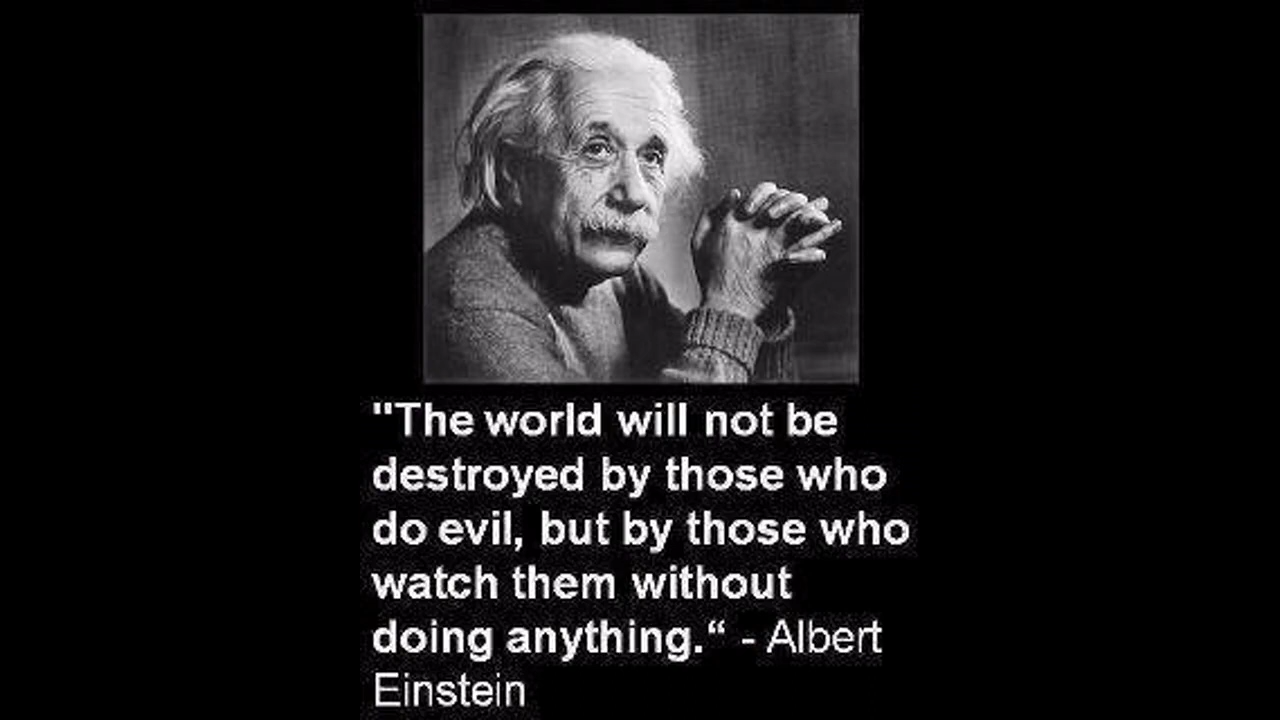 "The world will not be
destroyed by those who
do evil, but by those who
watch them without
doing anything.“ - Albert
Einstein